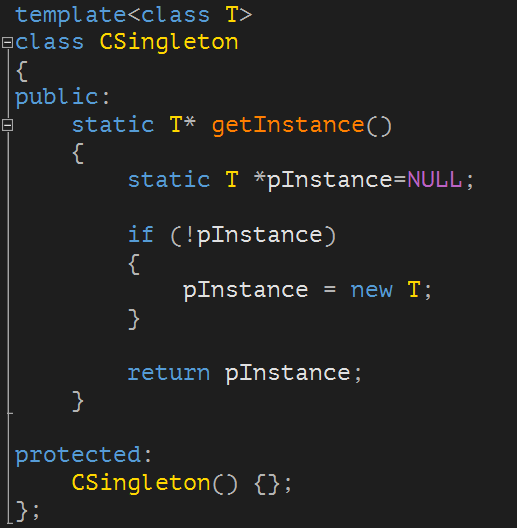 template<class T>
class CSingleton
{
public:
    static T* getInstance()
    {
        static T *pInstance=NULL;

        if (!pInstance)
        {
            pInstance = new T;
        }

        return pInstance;
    }

protected:
    CSingleton() {};
};